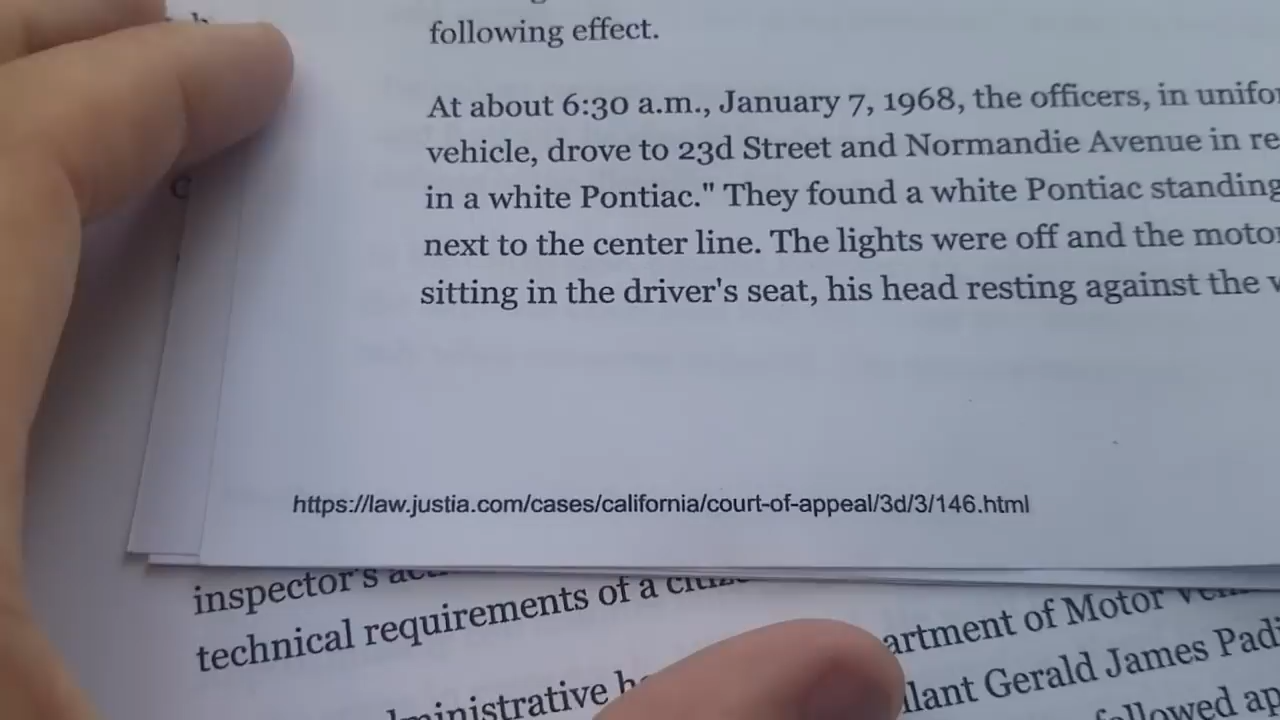 following effect.
At about 6:30 a.m., January 7, 1968, the officers, in
vehicle, drove to 23d Street and Normandie Avenue in
in a white Pontiac." They found a white Pontiac standing
next to the center line. The lights were off and the
sitting in the driver's seat, his head resting against the
https://law.justia.com/cases/california/court-of-appeal/3d/3/146.html
inspector's
technical requirements of a
artment of Motor
llant Gerald James
followed